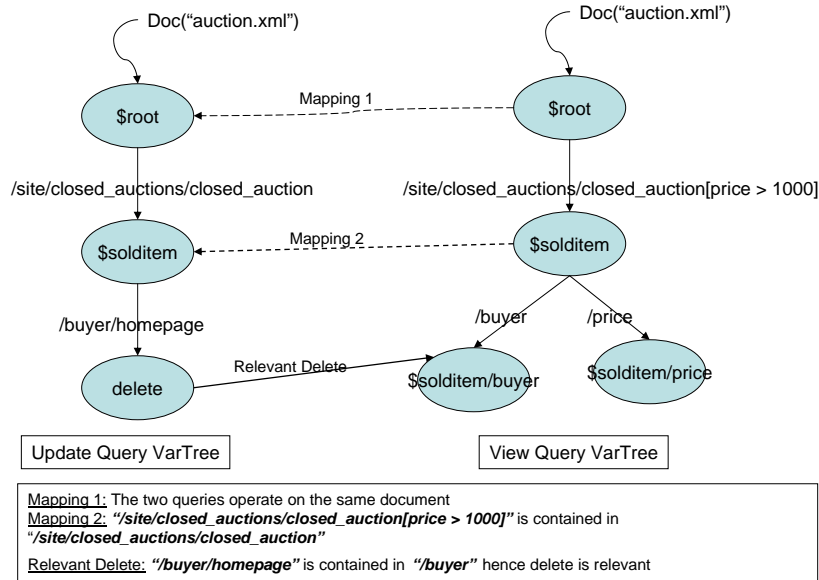 Doc(“auction.xml”)
Doc(“auction.xml”)
$root
Mapping 1
$root
/site/closed_auctions/closed_auction
/site/closed_auctions/closed_auction[price > 1000]
$solditem
Mapping 2
$solditem
/buyer/homepage
/buyer
/price
delete
Relevant Delete
$solditem/buyer
$solditem/price
Update Query VarTree
View Query VarTree
Mapping 1: The two queries operate on the same document
Mapping 2: “/site/closed_auctions/closed_auction[price > 1000]” is contained in
“/site/closed_auctions/closed_auction”
Relevant Delete: “/buyer/homepage” is contained in “/buyer” hence delete is relevant